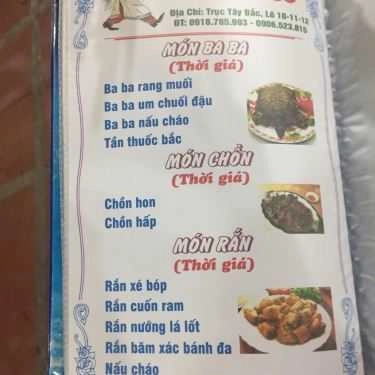 Địa Chỉ: Trục Tây Bắc, Lô 10-11-12
ĐT: 0918.785.903 - 0906.523.816
MÓN BA BA
(Thời giá)
Ba ba rang muối
Ba ba um chuối đậu
Ba ba nấu cháo
Tần thuốc bắc
MÓN CHỒN
(Thời giá)
Chồn hon
Chồn hấp
MÓN RẮN
(Thời giá)
Rắn xé bóp
Rắn cuốn ram
Rắn nướng lá lốt
Rắn băm xác bánh đa
Nấu cháo